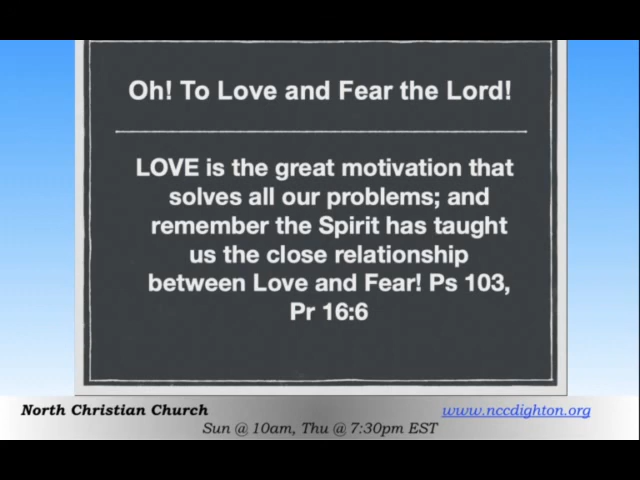 Oh! To Love and Fear the Lord!
LOVE is the great motivation that
solves all our problems; and
remember the Spirit has taught
us the close relationship
between Love and Fear! Ps 103,
Pr 16:6
North Christian Church
www.nccdighton.org
Sun @ 10am, Thu @ 7:30pm EST